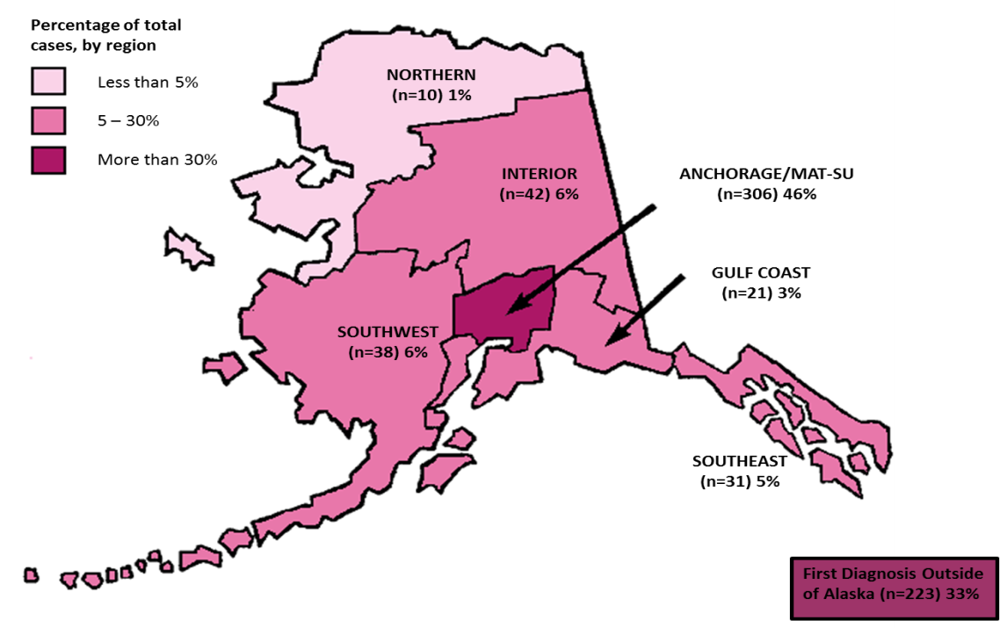 Percentage of total
cases, by region
Less than 5%
5 – 30%
More than 30%
NORTHERN
(n=10) 1%
INTERIOR
(n=42) 6%
ANCHORAGE/MAT-SU
(n=306) 46%
GULF COAST
(n=21) 3%
SOUTHWEST
(n=38) 6%
SOUTHEAST
(n=31) 5%
First Diagnosis Outside
of Alaska (n=223) 33%